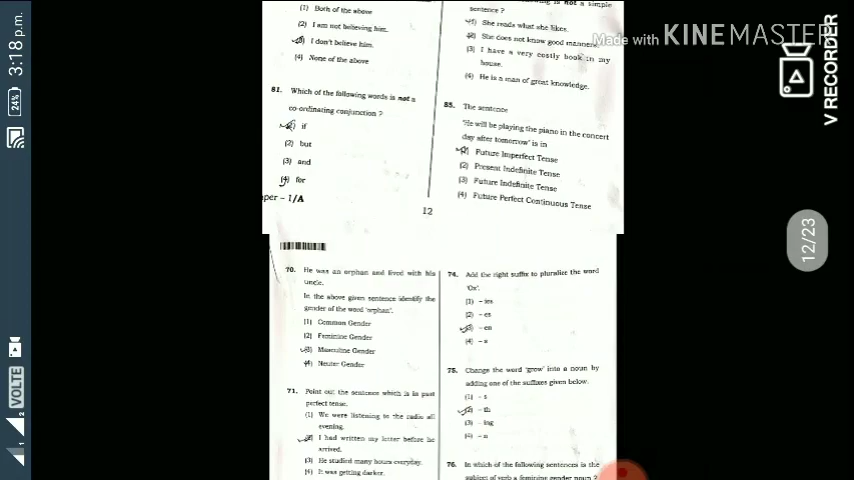 3:18 p.m.
24%
VOLTE
Made with KINEMASTER
V RECORDER
12/23
(1) Both of the above
(2) I am not believing him.
(3) I don't believe him.
(4) None of the above
81. Which of the following words is not a
co-ordinating conjunction ?
if
(2) but
(3) and
(4) for
per - I/A
12
is not a simple
sentence ?
(1) She reads what she likes.
(2) She does not know good manners.
(3) I have a very costly book in my
house.
(4) He is a man of great knowledge.
85. The sentence
'He will be playing the piano in the concert
day after tomorrow' is in
(1) Future Imperfect Tense
(2) Present Indefinite Tense
(3) Future Indefinite Tense
(4) Future Perfect Continuous Tense
70. He was an orphan and lived with his
uncle.
In the above given sentence identify the
gender of the word 'orphan'.
(1) Common Gender
(2) Feminine Gender
(3) Masculine Gender
(4) Neuter Gender
71. Point out the sentence which is in past
perfect tense.
(1) We were listening to the radio all
evening.
(2) I had written my letter before he
arrived.
(3) He studied many hours everyday.
(4) It was getting darker.
74. Add the right suffix to pluralize the word
'Ox'.
(1) - ies
(2) - es
(3) - en
(4) - s
75. Change the word 'grow' into a noun by
adding one of the suffixes given below.
(1) - s
(2) - th
(3) - ing
(4) - n
76. In which of the following sentences is the
subject of verb a feminine gender noun ?